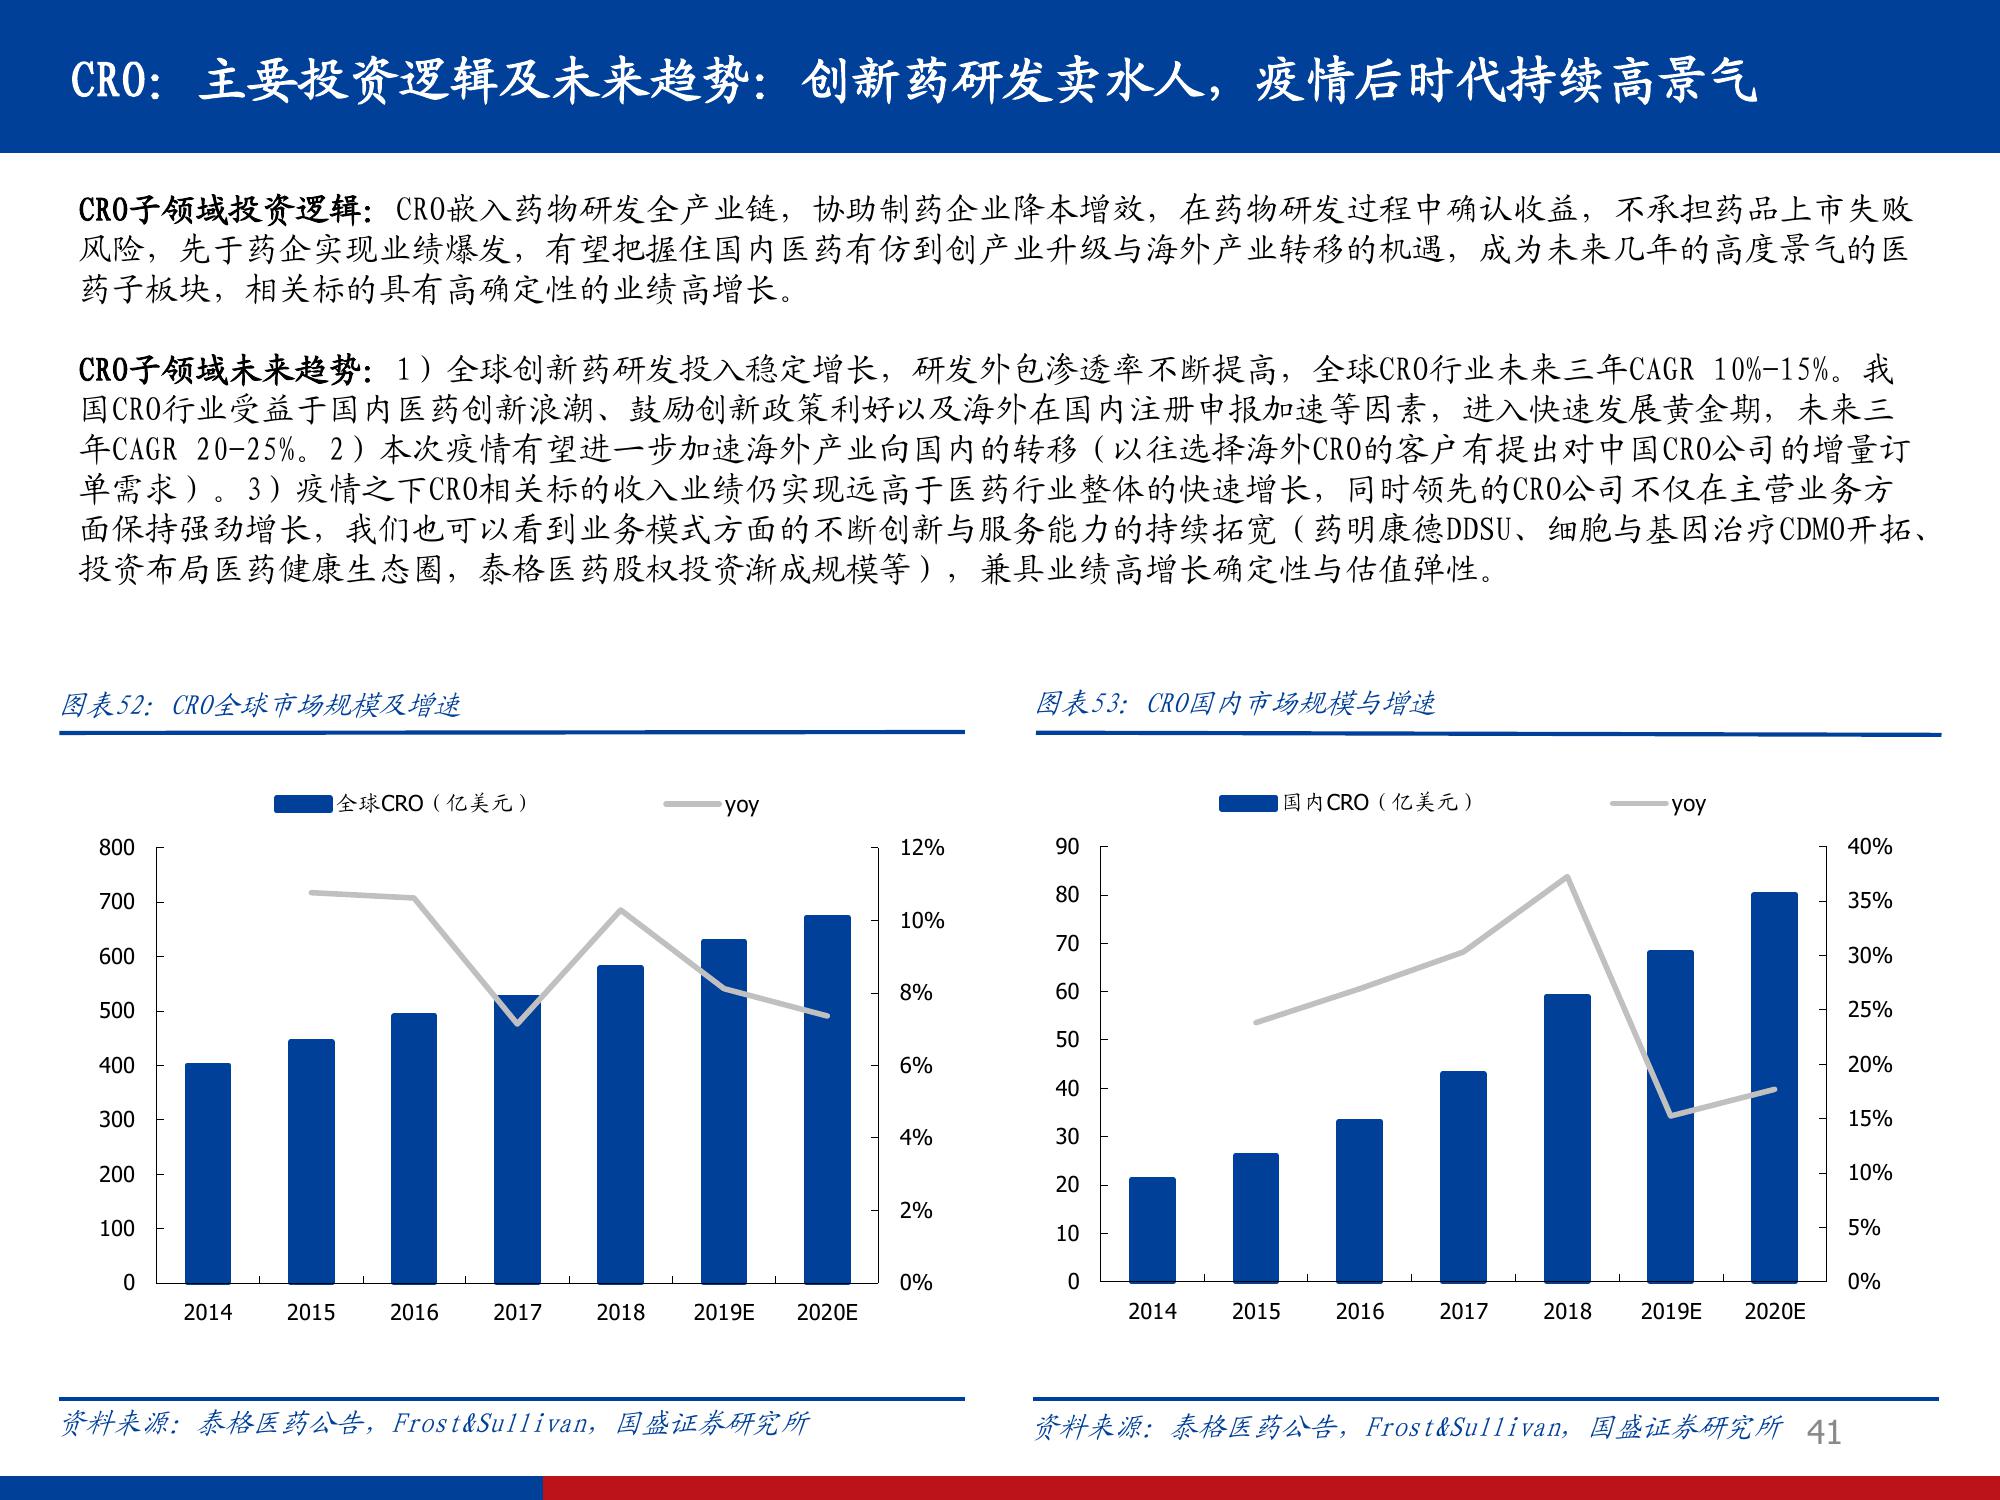 CRO：主要投资逻辑及未来趋势：创新药研发卖水人，疫情后时代持续高景气
CRO子领域投资逻辑：CRO嵌入药物研发全产业链，协助制药企业降本增效，在药物研发过程中确认收益，不承担药品上市失败
风险，先于药企实现业绩爆发，有望把握住国内医药有仿到创产业升级与海外产业转移的机遇，成为未来几年的高度景气的医
药子板块，相关标的具有高确定性的业绩高增长。
CRO子领域未来趋势：1）全球创新药研发投入稳定增长，研发外包渗透率不断提高，全球CRO行业未来三年CAGR 10%-15%。我
国CRO行业受益于国内医药创新浪潮、鼓励创新政策利好以及海外在国内注册申报加速等因素，进入快速发展黄金期，未来三
年CAGR 20-25%。2）本次疫情有望进一步加速海外产业向国内的转移（以往选择海外CRO的客户有提出对中国CRO公司的增量订
单需求）。3）疫情之下CRO相关标的收入业绩仍实现远高于医药行业整体的快速增长，同时领先的CRO公司不仅在主营业务方
面保持强劲增长，我们也可以看到业务模式方面的不断创新与服务能力的持续拓宽（药明康德DDSU、细胞与基因治疗CDMO开拓、
投资布局医药健康生态圈，泰格医药股权投资渐成规模等），兼具业绩高增长确定性与估值弹性。
图表52：CRO全球市场规模及增速
全球CRO（亿美元） yoy
800
700
600
500
400
300
200
100
0
12%
10%
8%
6%
4%
2%
0%
2014 2015 2016 2017 2018 2019E 2020E
资料来源：泰格医药公告，Frost&Sullivan，国盛证券研究所
图表53：CRO国内市场规模与增速
国内CRO（亿美元） yoy
90
80
70
60
50
40
30
20
10
0
40%
35%
30%
25%
20%
15%
10%
5%
0%
2014 2015 2016 2017 2018 2019E 2020E
资料来源：泰格医药公告，Frost&Sullivan，国盛证券研究所
41